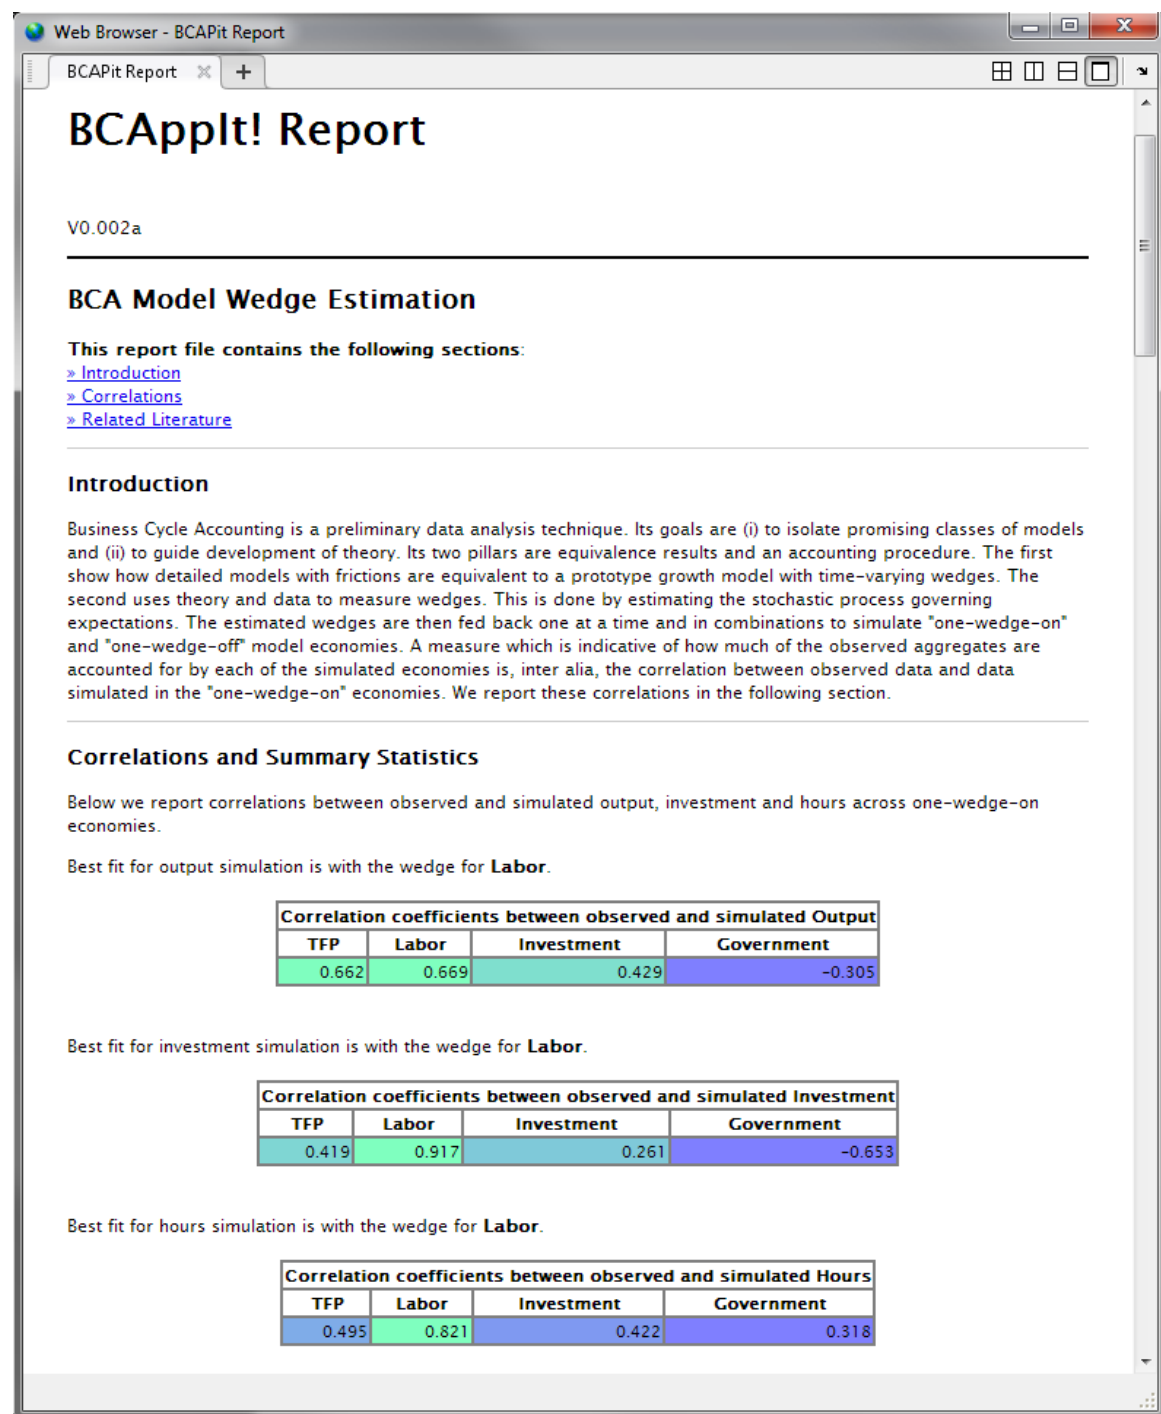 Web Browser - BCAPit Report
BCAPit Report
BCAppIt! Report
V0.002a
BCA Model Wedge Estimation
This report file contains the following sections:
» Introduction
» Correlations
» Related Literature
Introduction
Business Cycle Accounting is a preliminary data analysis technique. Its goals are (i) to isolate promising classes of models
and (ii) to guide development of theory. Its two pillars are equivalence results and an accounting procedure. The first
show how detailed models with frictions are equivalent to a prototype growth model with time-varying wedges. The
second uses theory and data to measure wedges. This is done by estimating the stochastic process governing
expectations. The estimated wedges are then fed back one at a time and in combinations to simulate "one-wedge-on"
and "one-wedge-off" model economies. A measure which is indicative of how much of the observed aggregates are
accounted for by each of the simulated economies is, inter alia, the correlation between observed data and data
simulated in the "one-wedge-on" economies. We report these correlations in the following section.
Correlations and Summary Statistics
Below we report correlations between observed and simulated output, investment and hours across one-wedge-on
economies.
Best fit for output simulation is with the wedge for Labor.
Correlation coefficients between observed and simulated Output
TFP Labor Investment Government
0.662 0.669 0.429 -0.305
Best fit for investment simulation is with the wedge for Labor.
Correlation coefficients between observed and simulated Investment
TFP Labor Investment Government
0.419 0.917 0.261 -0.653
Best fit for hours simulation is with the wedge for Labor.
Correlation coefficients between observed and simulated Hours
TFP Labor Investment Government
0.495 0.821 0.422 0.318